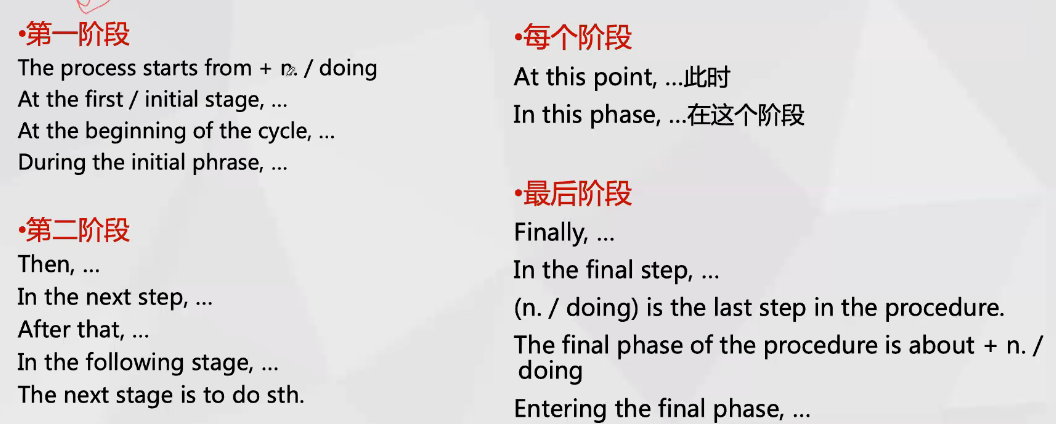 •第一阶段
The process starts from + n. / doing
At the first / initial stage, ...
At the beginning of the cycle, ...
During the initial phrase, ...
•第二阶段
Then, ...
In the next step, ...
After that, ...
In the following stage, ...
The next stage is to do sth.
•每个阶段
At this point, ...此时
In this phase, ...在这个阶段
•最后阶段
Finally, ...
In the final step, ...
(n. / doing) is the last step in the procedure.
The final phase of the procedure is about + n. /
doing
Entering the final phase, ...